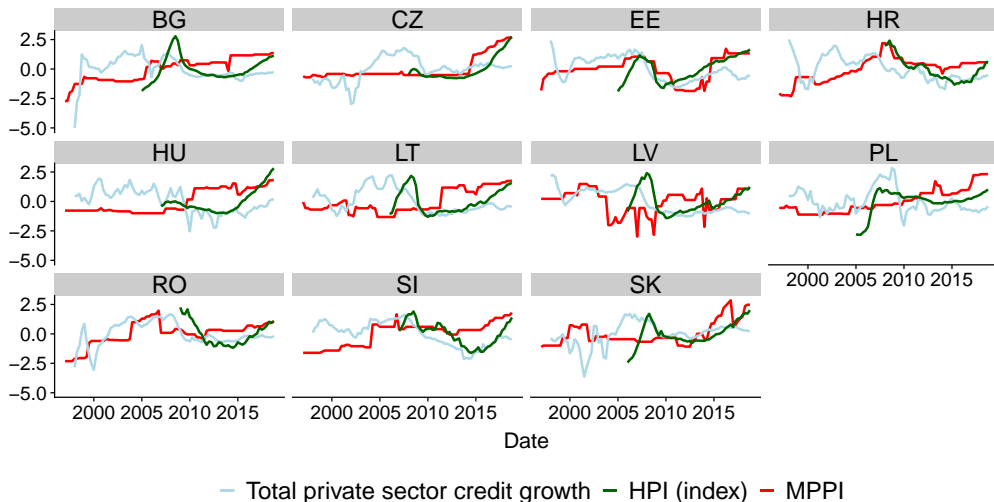 BG CZ EE HR
2.5
0.0
−2.5
−5.0
HU LT LV PL
2.5
0.0
−2.5
−5.0
2000 2005 2010 2015
RO SI SK
2.5
0.0
−2.5
−5.0
2000 2005 2010 2015 2000 2005 2010 2015 2000 2005 2010 2015
Date
Total private sector credit growth HPI (index) MPPI